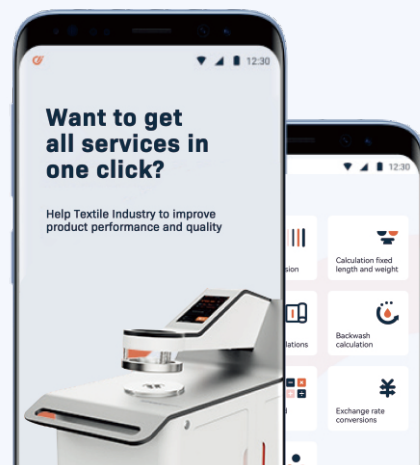 12:30
Want to get
all services in
one click?
Help Textile Industry to improve
product performance and quality
12:30
Calculation fixed
length and weight
Backwash
calculation
Exchange rate
conversions